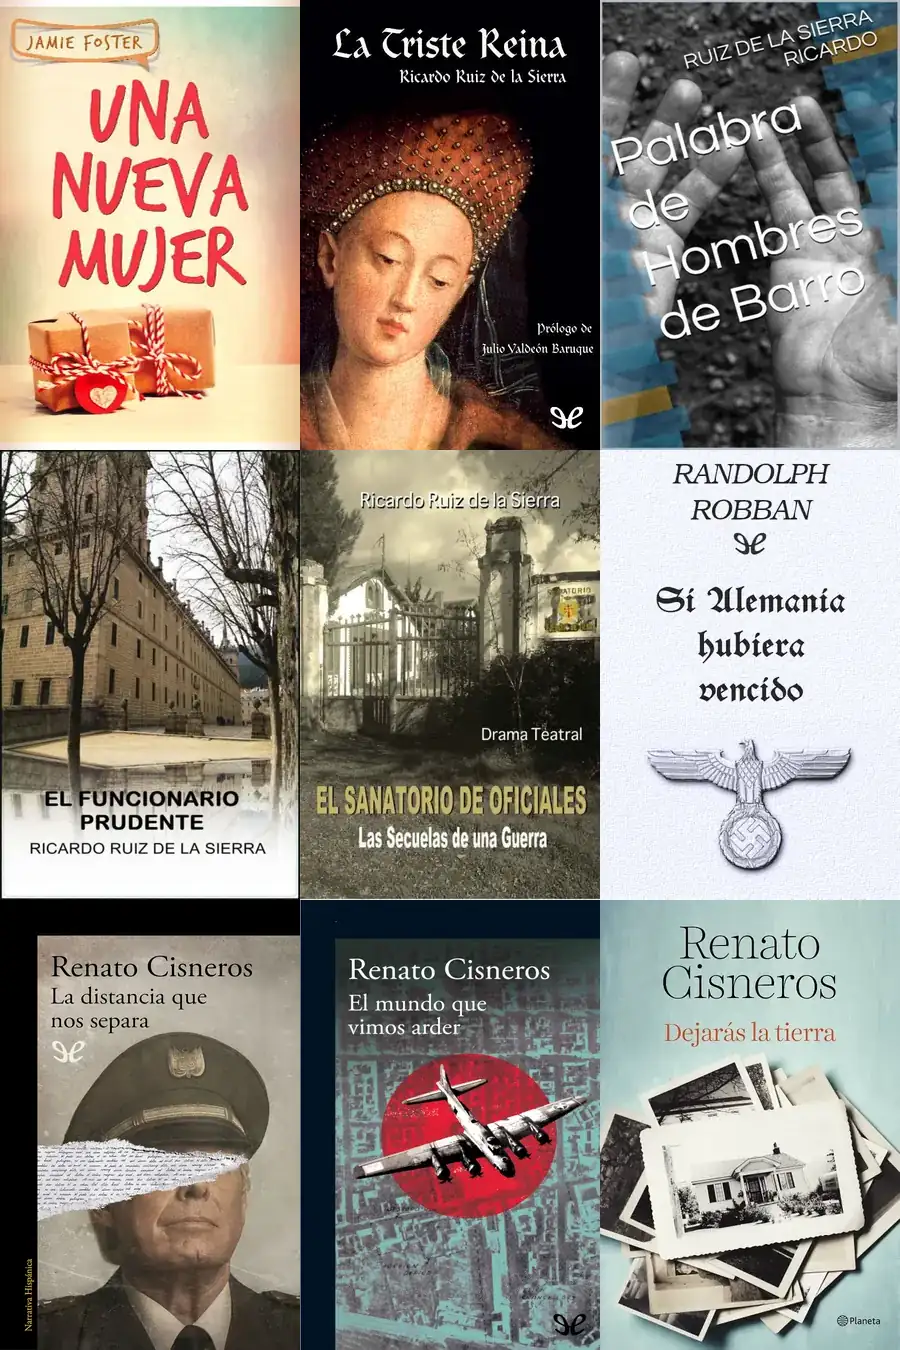 JAMIE FOSTER
UNA
NUEVA
MUJER
La Triste Reina
Ricardo Ruiz de la Sierra
Prólogo de
Julio Valdeón Baruque
RUIZ DE LA SIERRA
RICARDO
Palabra
de
Hombres
de Barro
EL FUNCIONARIO
PRUDENTE
RICARDO RUIZ DE LA SIERRA
Ricardo Ruiz de la Sierra
Drama Teatral
EL SANATORIO DE OFICIALES
Las Secuelas de una Guerra
RANDOLPH
ROBBAN
Si Alemania
hubiera
vencido
Renato Cisneros
La distancia que
nos separa
Narrativa Hispánica
Renato Cisneros
El mundo que
vimos arder
Renato
Cisneros
Dejarás la tierra
Planeta